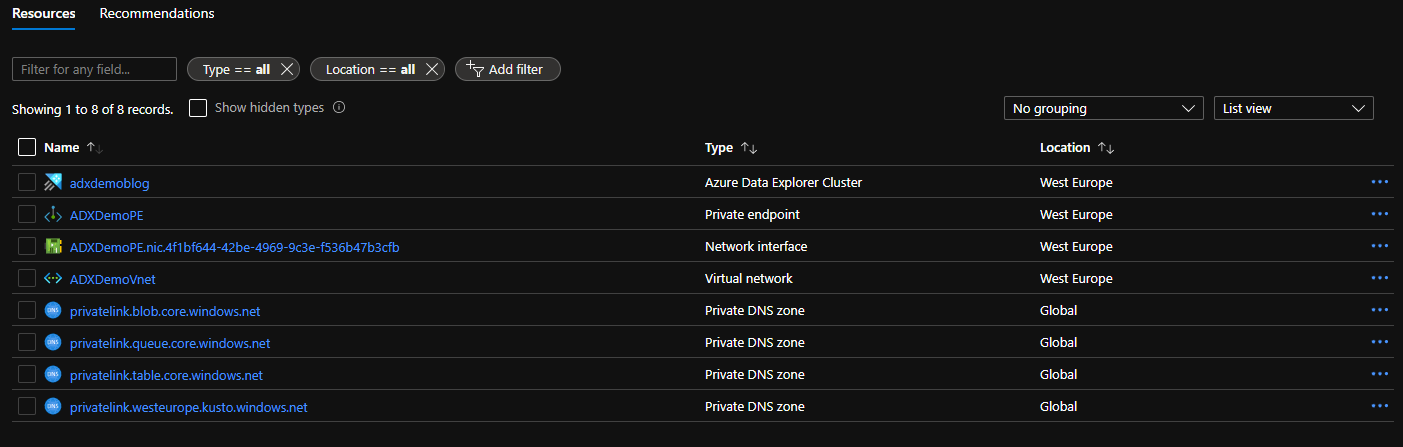 Resources Recommendations
Filter for any field... Type == all Location == all Add filter
Showing 1 to 8 of 8 records. Show hidden types No grouping List view
Name Type Location
adxdemoblog Azure Data Explorer Cluster West Europe
ADXDemoPE Private endpoint West Europe
ADXDemoPE.nic.4f1bf644-42be-4969-9c3e-f536b47b3cfb Network interface West Europe
ADXDemoVnet Virtual network West Europe
DNS privatelink.blob.core.windows.net Private DNS zone Global
DNS privatelink.queue.core.windows.net Private DNS zone Global
DNS privatelink.table.core.windows.net Private DNS zone Global
DNS privatelink.westeurope.kusto.windows.net Private DNS zone Global